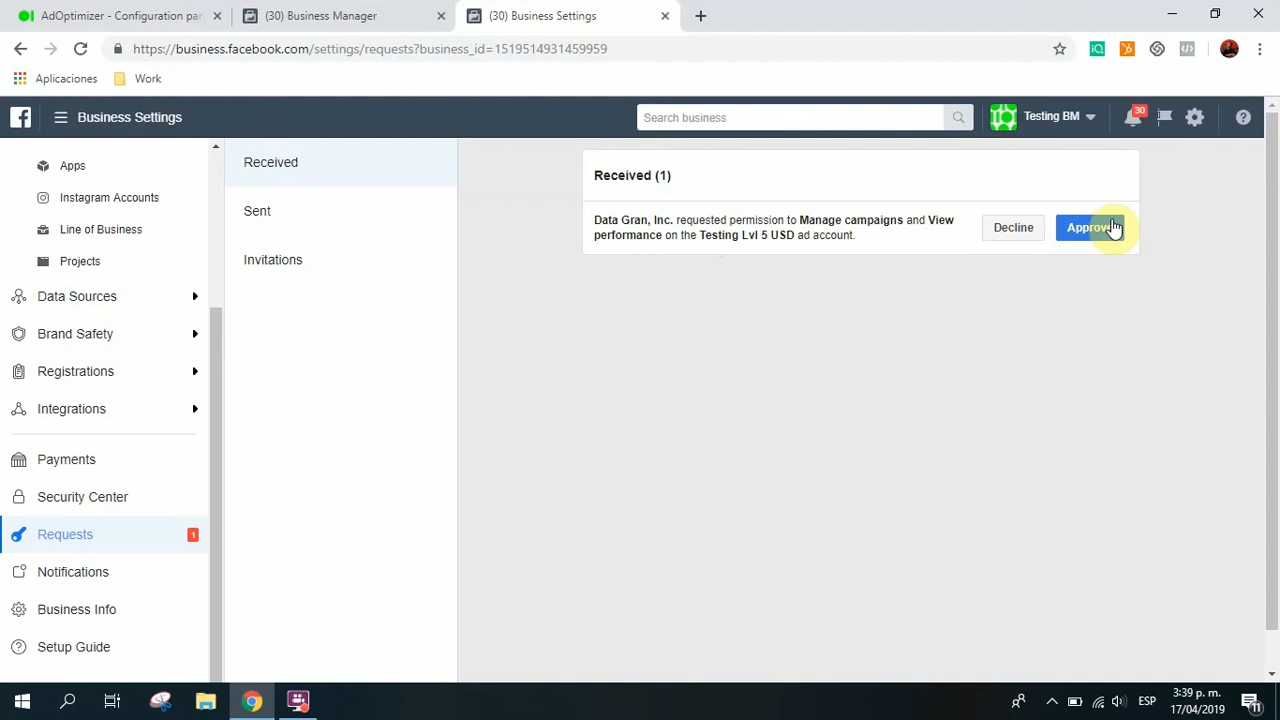 AdOptimizer - Configuration par
(30) Business Manager
(30) Business Settings
https://business.facebook.com/settings/requests?business_id=1519514931459959
Aplicaciones
Work
Business Settings
Search business
Testing BM
30
Apps
Instagram Accounts
Line of Business
Projects
Data Sources
Brand Safety
Registrations
Integrations
Payments
Security Center
Requests
1
Notifications
Business Info
Setup Guide
Received
Sent
Invitations
Received (1)
Data Gran, Inc. requested permission to Manage campaigns and View
performance on the Testing Lvl 5 USD ad account.
Decline
Approv
ESP
3:39 p. m.
17/04/2019
11